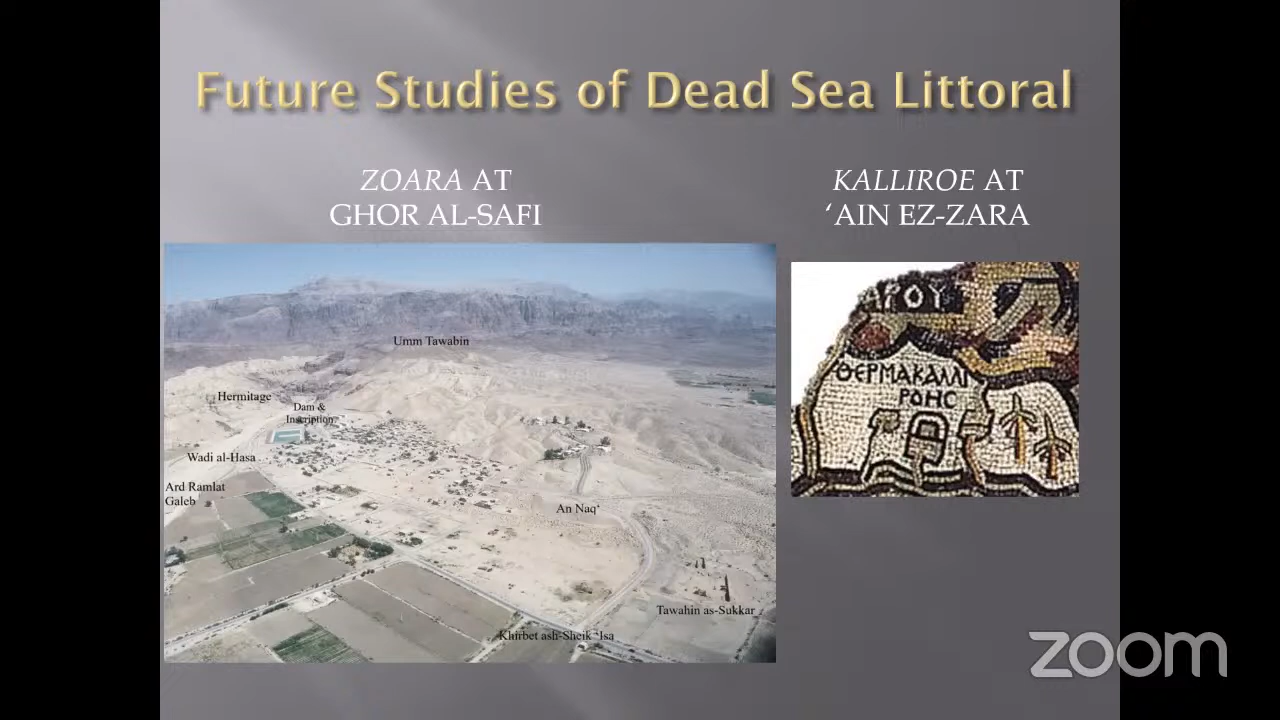 Future Studies of Dead Sea Littoral
ZOARA AT
GHOR AL-SAFI
KALLIROE AT
‘AIN EZ-ZARA
Umm Tawabin
Hermitage
Dam &
Inscription
Wadi al-Hasa
Ard Ramlat
Galeb
An Naq‘
Tawahin as-Sukkar
Khirbet ash-Sheik ‘Isa
ΑΡΟΥ
ΘΕΡΜΑΚΑΛΛΙ
ΡΟΗC
zoom